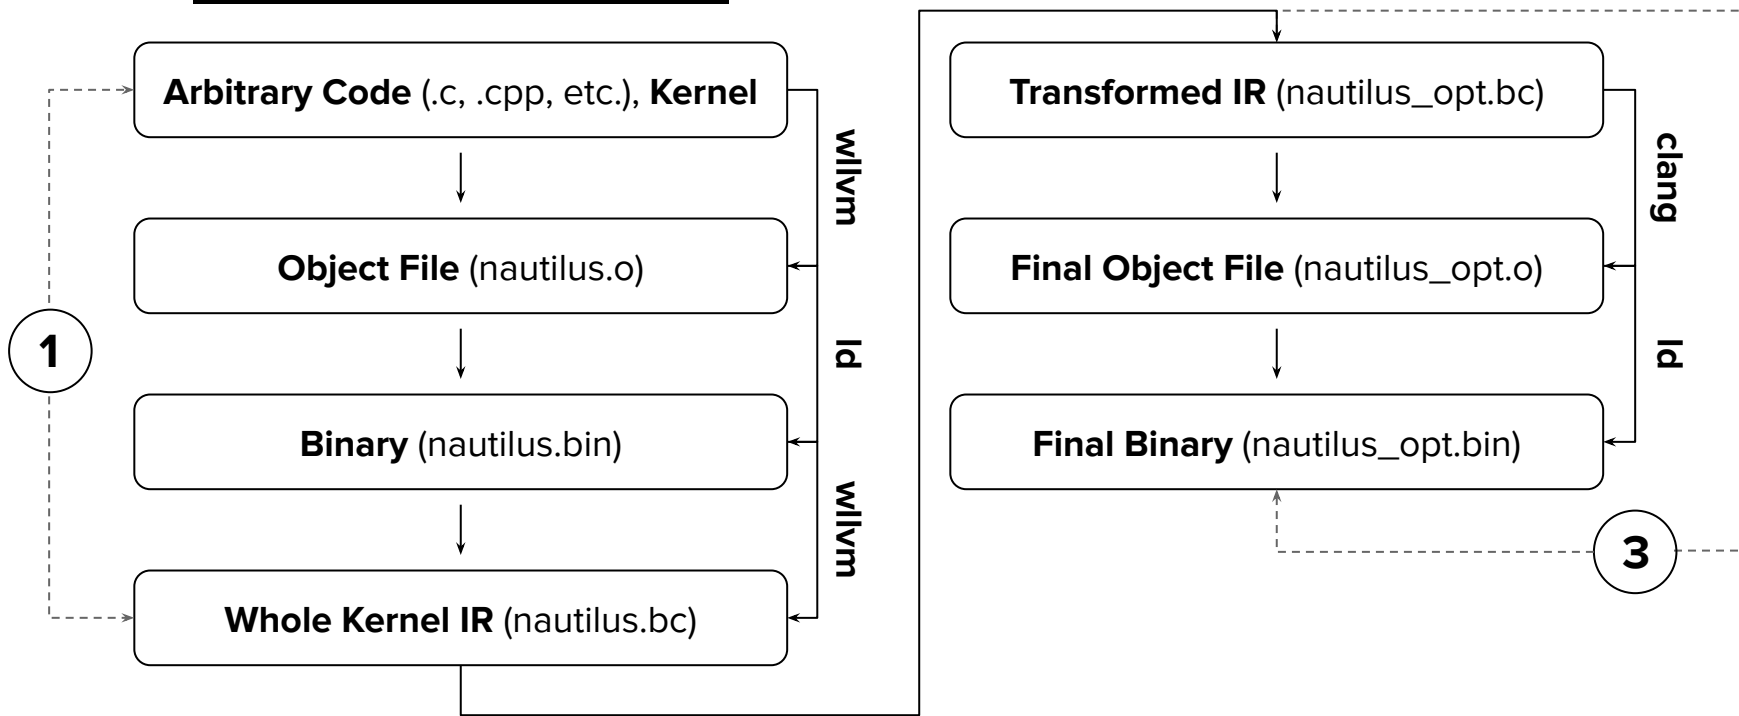 Arbitrary Code (.c, .cpp, etc.), Kernel
wllvm
Object File (nautilus.o)
1
ld
Binary (nautilus.bin)
wllvm
Whole Kernel IR (nautilus.bc)
Transformed IR (nautilus_opt.bc)
clang
Final Object File (nautilus_opt.o)
ld
Final Binary (nautilus_opt.bin)
3